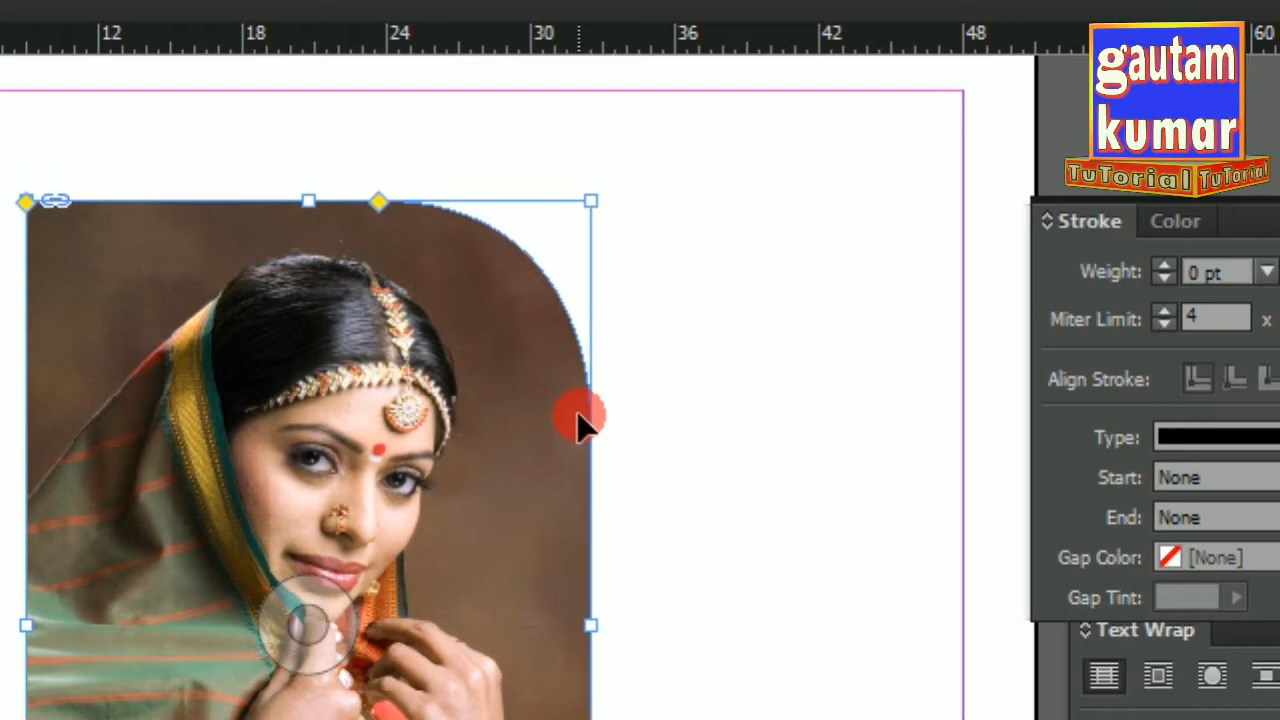 12 18 24 30 36 42 48 60
gautam
kumar
TuTorial TuTorial
Stroke Color
Weight: 0 pt
Miter Limit: 4 x
Align Stroke:
Type:
Start: None
End: None
Gap Color: [None]
Gap Tint:
Text Wrap